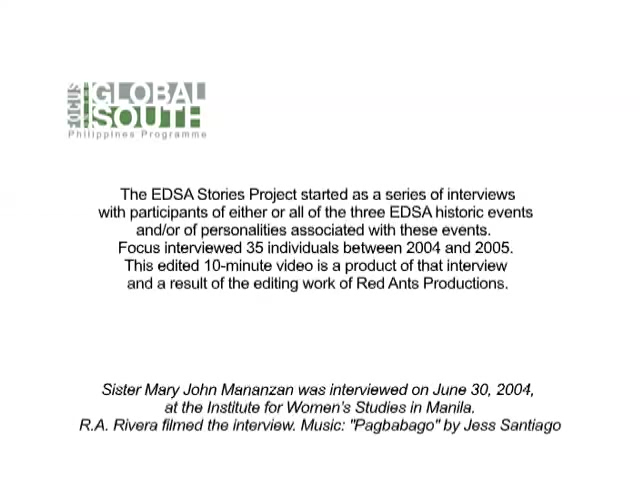 FOCUS
GLOBAL
SOUTH
Philippines Programme
The EDSA Stories Project started as a series of interviews
with participants of either or all of the three EDSA historic events
and/or of personalities associated with these events.
Focus interviewed 35 individuals between 2004 and 2005.
This edited 10-minute video is a product of that interview
and a result of the editing work of Red Ants Productions.
Sister Mary John Mananzan was interviewed on June 30, 2004,
at the Institute for Women's Studies in Manila.
R.A. Rivera filmed the interview. Music: "Pagbabago" by Jess Santiago